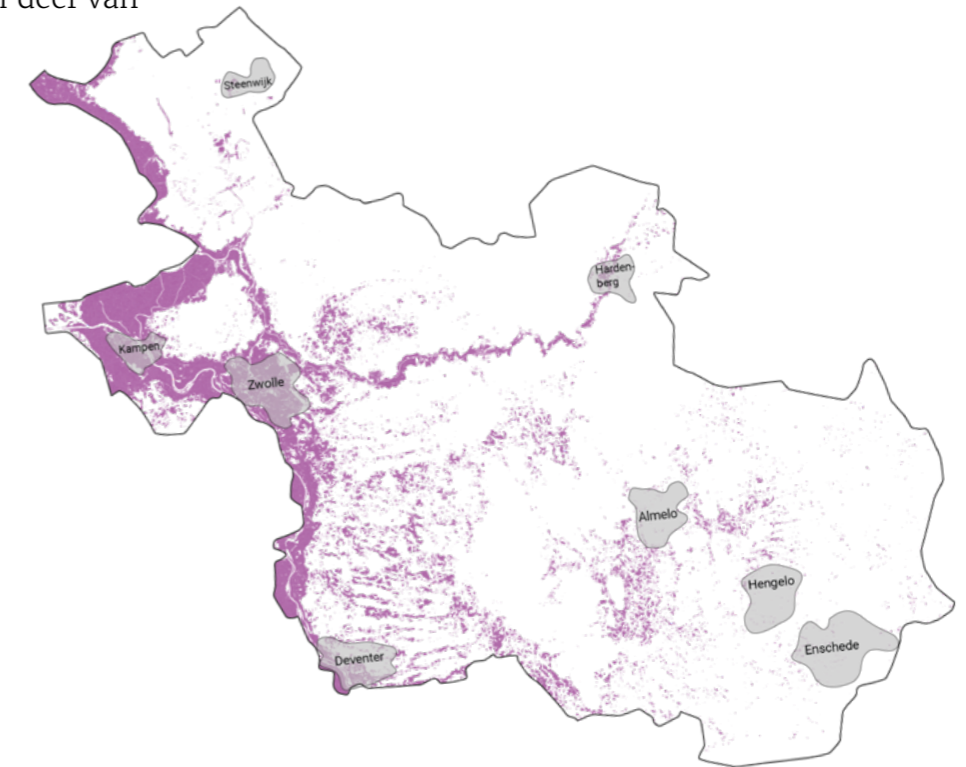 deel van
Steenwijk
Harden-
berg
Kampen
Zwolle
Almelo
Hengelo
Enschede
Deventer